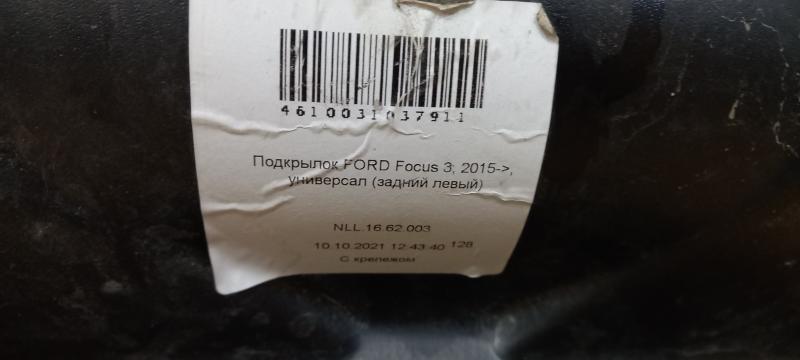 4610031037911
Подкрылок FORD Focus 3, 2015->,
универсал (задний левый)
NLL.16.62.003
10.10.2021 12:43:40 128
С крепежом